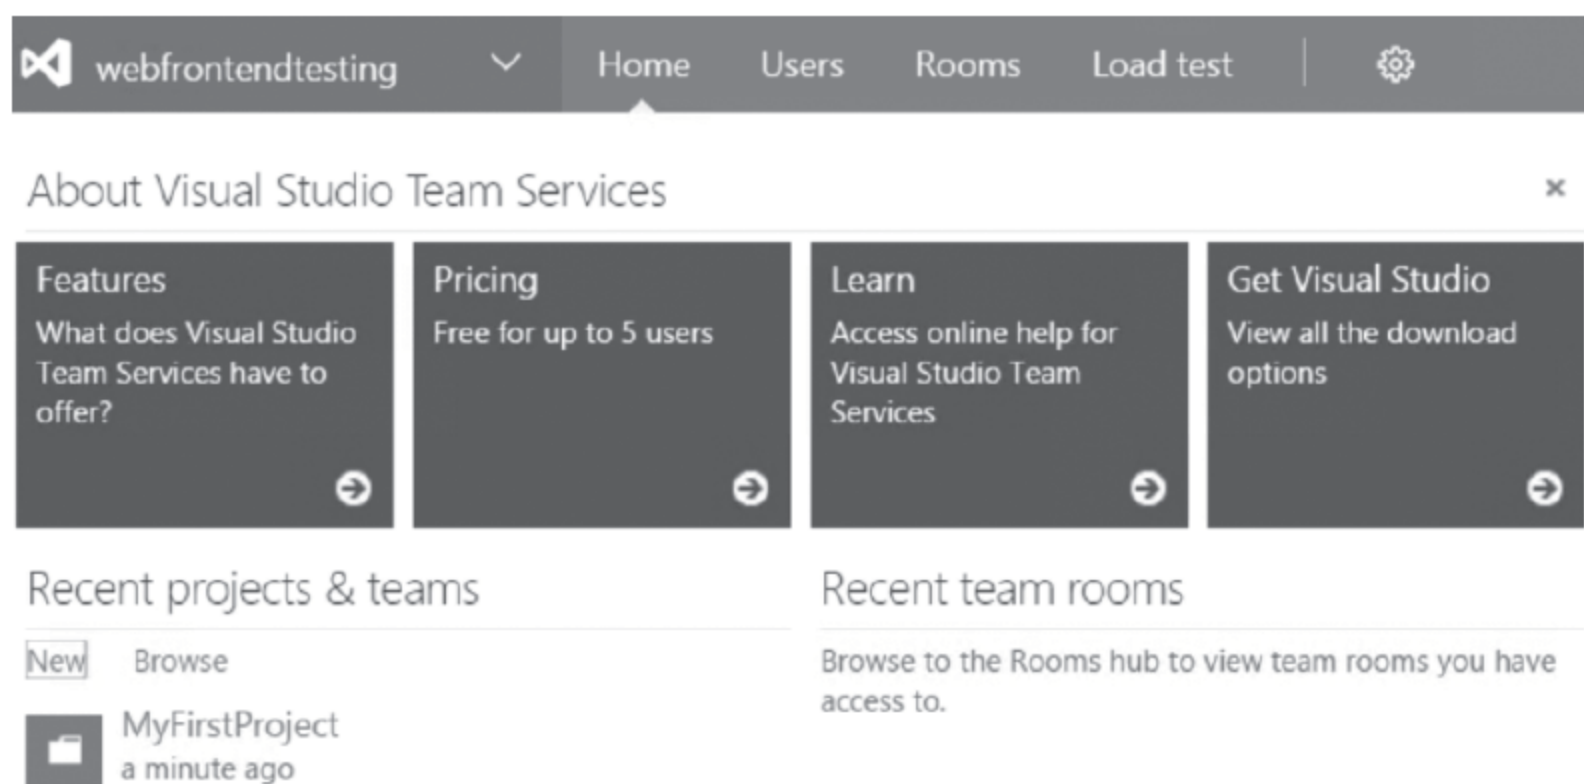 webfrontendtesting
Home Users Rooms Load test
About Visual Studio Team Services
Features
What does Visual Studio
Team Services have to
offer?
Pricing
Free for up to 5 users
Learn
Access online help for
Visual Studio Team
Services
Get Visual Studio
View all the download
options
Recent projects & teams
New Browse
MyFirstProject
a minute ago
Recent team rooms
Browse to the Rooms hub to view team rooms you have
access to.